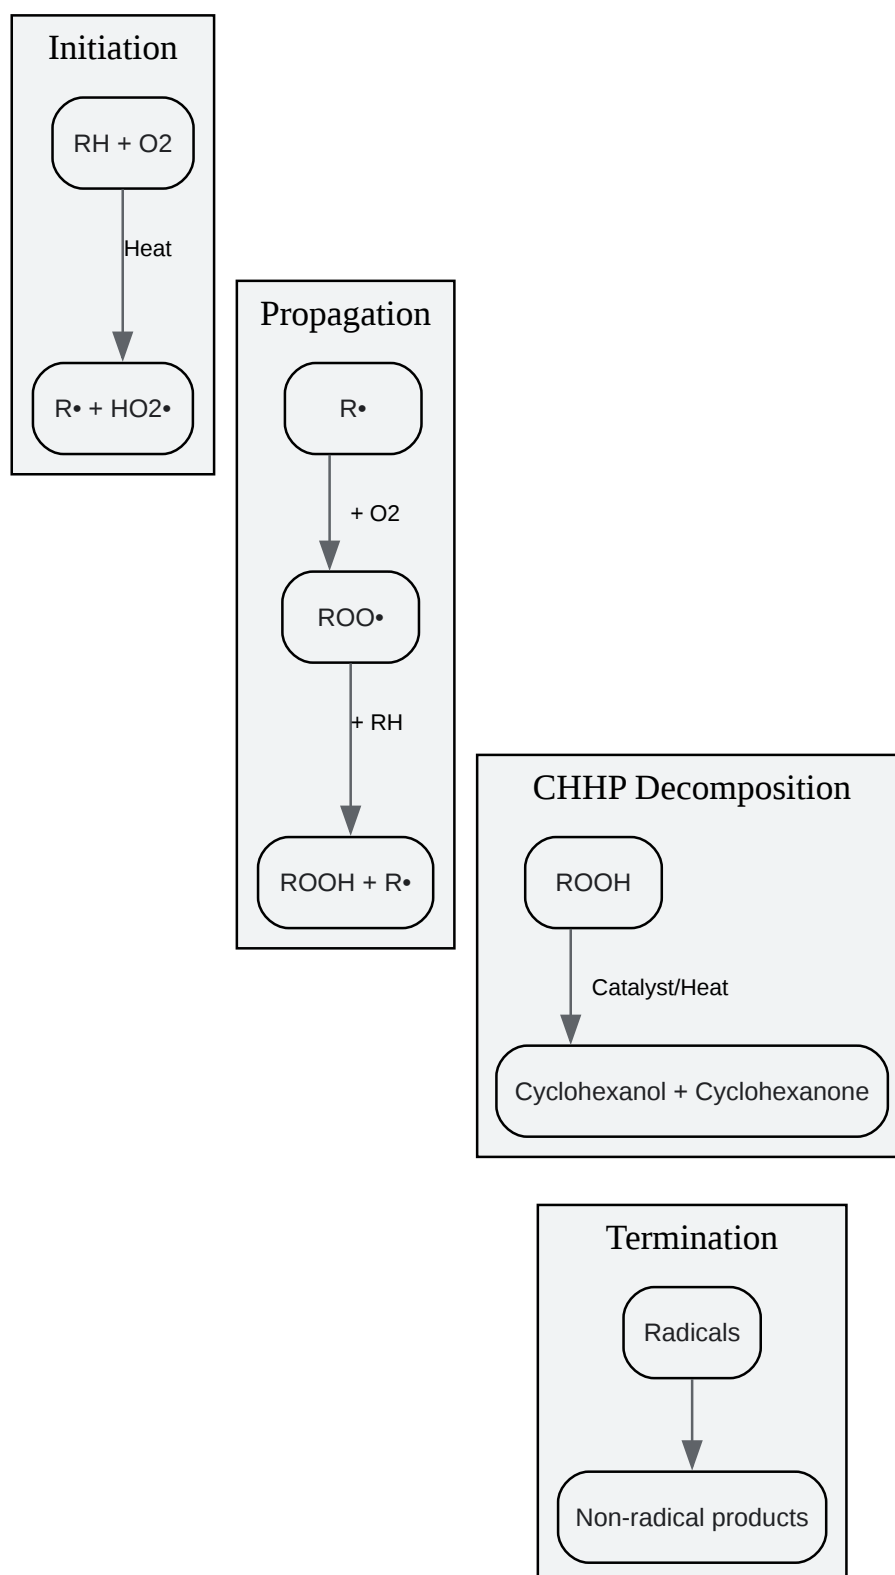 Initiation
RH + O2
Heat
R• + HO2•
Propagation
R•
+ O2
ROO•
+ RH
ROOH + R•
CHHP Decomposition
ROOH
Catalyst/Heat
Cyclohexanol + Cyclohexanone
Termination
Radicals
Non-radical products